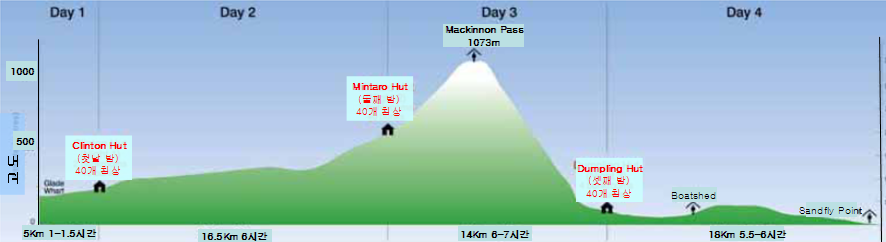 Day 1
Day 2
Day 3
Day 4
Mackinnon Pass
1073m
1000
Mintaro Hut
(둘째 밤)
40개 침상
500
Clinton Hut
(첫날 밤)
40개 침상
고도
Dumpling Hut
(셋째 밤)
40개 침상
Glade
Wharf
Boatshed
Sandfly Point
0
5Km 1-1.5시간
16.5Km 6시간
14Km 6-7시간
18Km 5.5-6시간